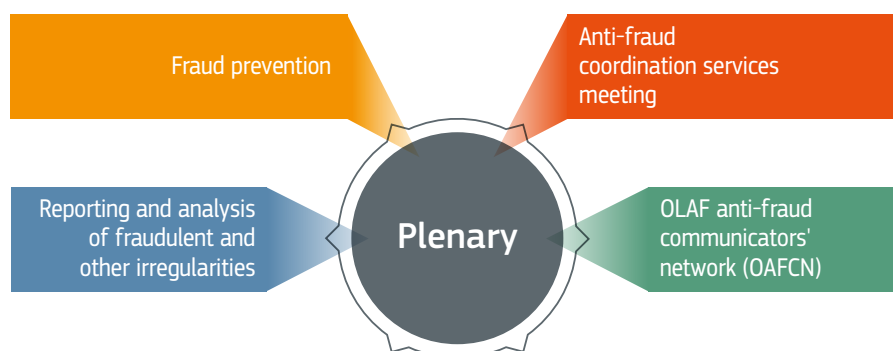 Fraud prevention
Anti-fraud
coordination services
meeting
Reporting and analysis
of fraudulent and
other irregularities
Plenary
OLAF anti-fraud
communicators'
network (OAFCN)